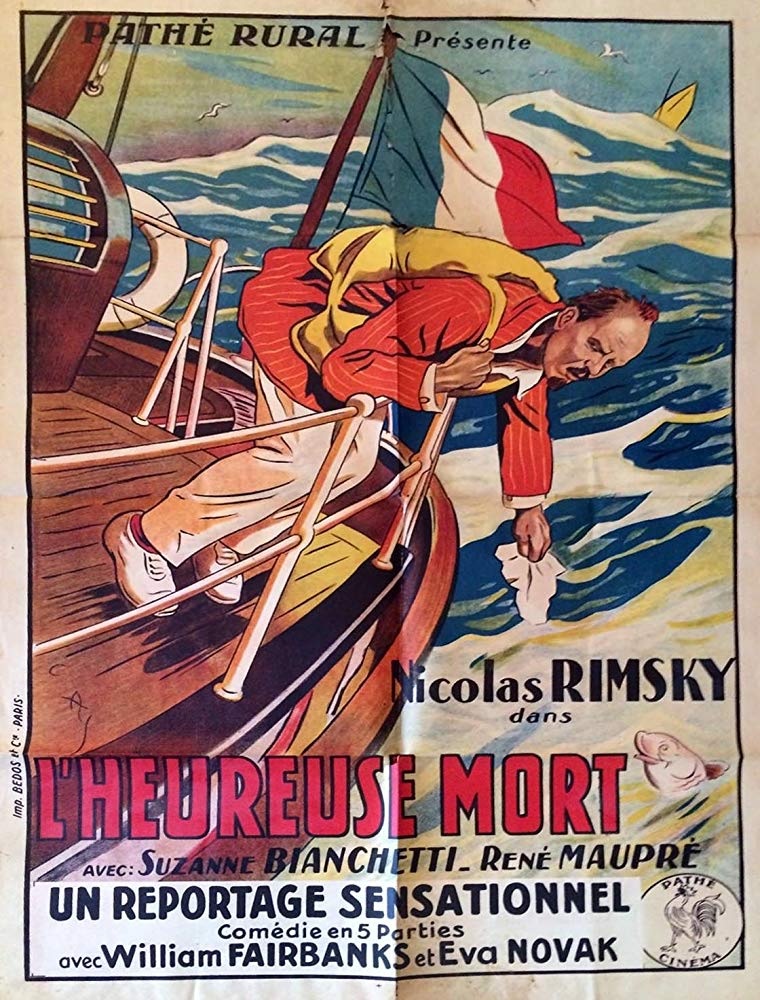 PATHÉ RURAL Présente
Nicolas RIMSKY
dans
L'HEUREUSE MORT
AVEC: SUZANNE BIANCHETTI_ RENÉ MAUPRÉ
UN REPORTAGE SENSATIONNEL
Comédie en 5 Parties
avec William FAIRBANKS et Eva NOVAK
PATHÉ
CINÉMA
Imp. BEDOS et Cie - PARIS.